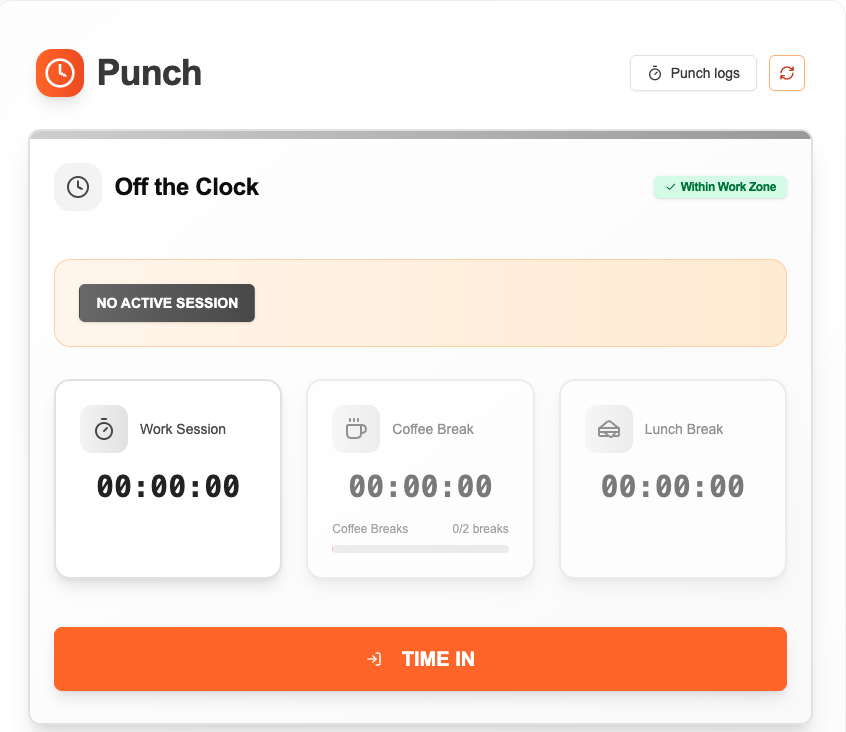 Punch
Punch logs
Off the Clock
Within Work Zone
NO ACTIVE SESSION
Work Session
00:00:00
Coffee Break
00:00:00
Coffee Breaks
0/2 breaks
Lunch Break
00:00:00
TIME IN